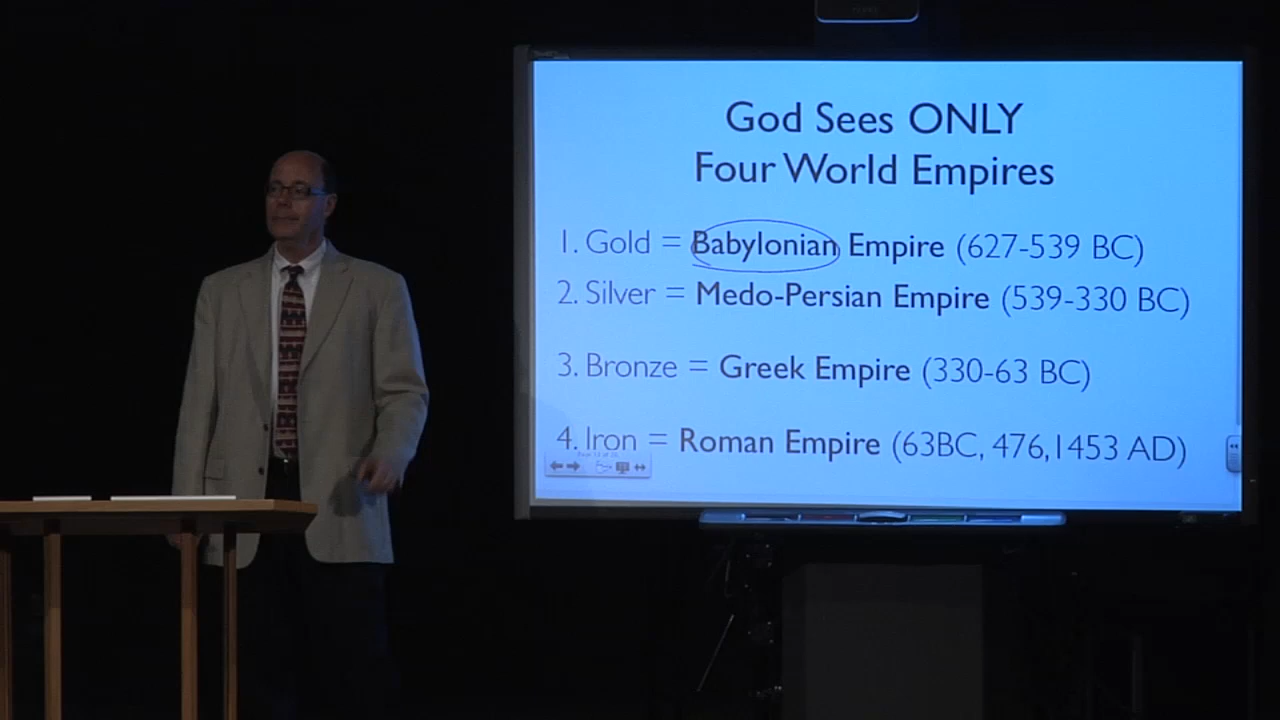 God Sees ONLY
Four World Empires
1. Gold = Babylonian Empire (627-539 BC)
2. Silver = Medo-Persian Empire (539-330 BC)
3. Bronze = Greek Empire (330-63 BC)
4. Iron = Roman Empire (63BC, 476,1453 AD)